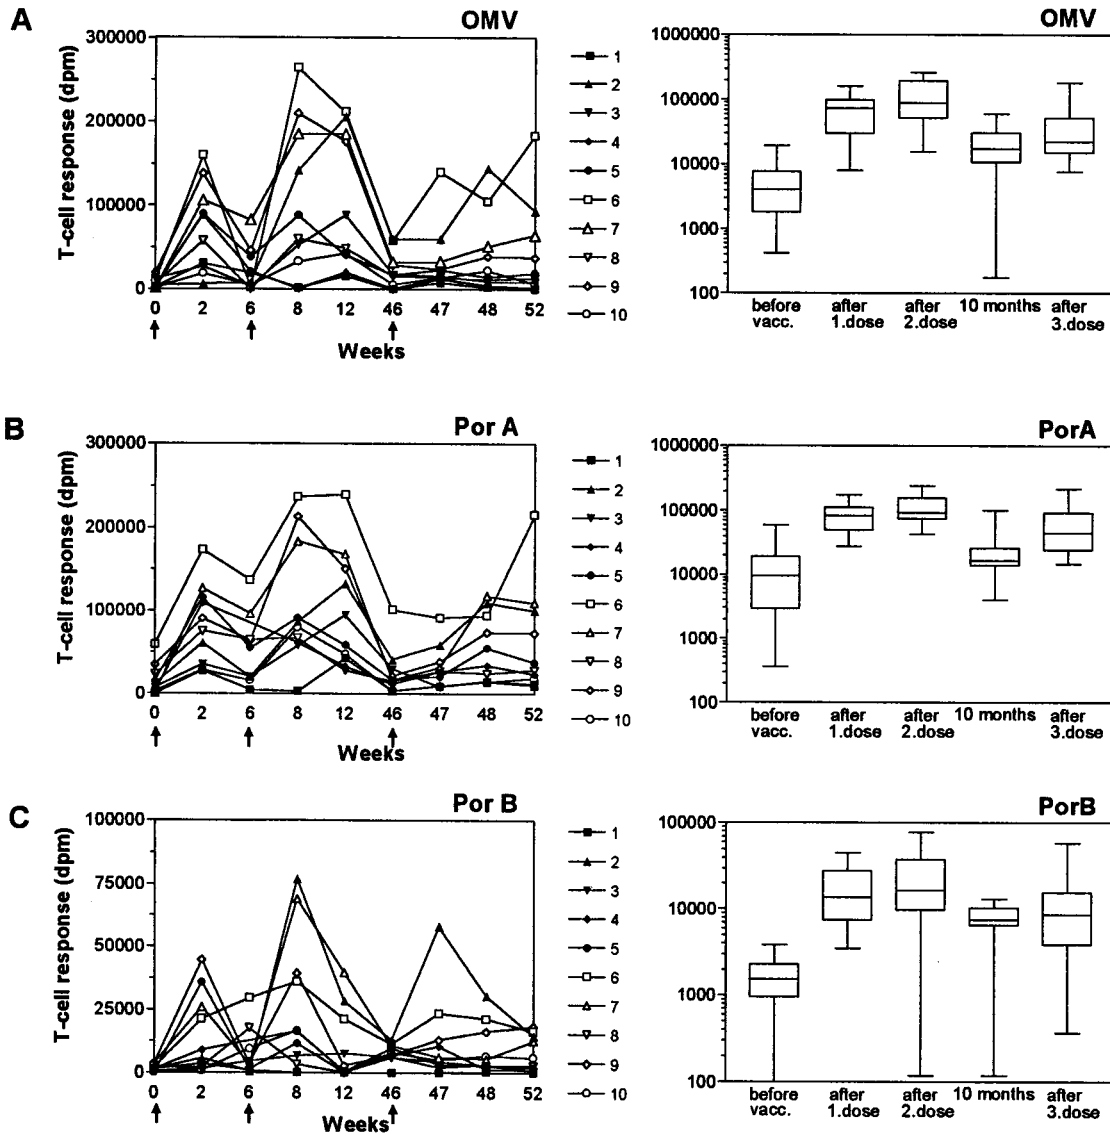 A
OMV
T-cell response (dpm)
300000
200000
100000
0
0 2 6 8 12 46 47 48 52
Weeks
1
2
3
4
5
6
7
8
9
10
OMV
1000000
100000
10000
1000
100
before vacc.
after 1.dose
after 2.dose
10 months
after 3.dose
B
Por A
T-cell response (dpm)
300000
200000
100000
0
0 2 6 8 12 46 47 48 52
Weeks
1
2
3
4
5
6
7
8
9
10
PorA
1000000
100000
10000
1000
100
before vacc.
after 1.dose
after 2.dose
10 months
after 3.dose
C
Por B
T-cell response (dpm)
100000
75000
50000
25000
0
0 2 6 8 12 46 47 48 52
Weeks
1
2
3
4
5
6
7
8
9
10
PorB
100000
10000
1000
100
before vacc.
after 1.dose
after 2.dose
10 months
after 3.dose